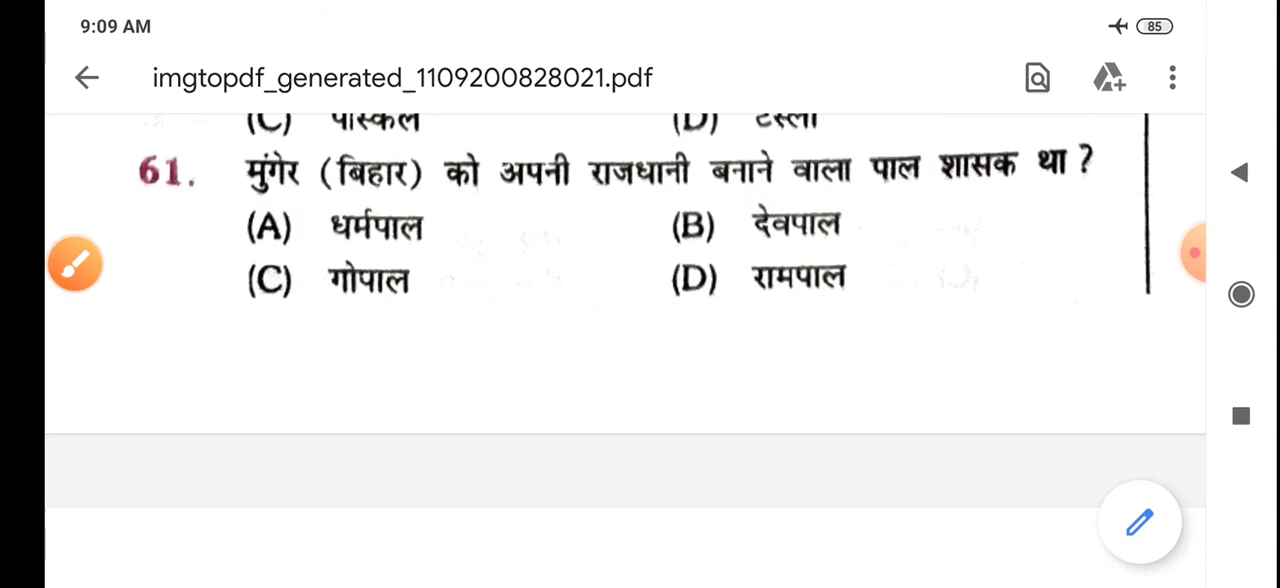 9:09 AM
85
imgtopdf_generated_1109200828021.pdf
(C) पास्कल (D) टेस्ला
61. मुंगेर (बिहार) को अपनी राजधानी बनाने वाला पाल शासक था ?
(A) धर्मपाल (B) देवपाल
(C) गोपाल (D) रामपाल